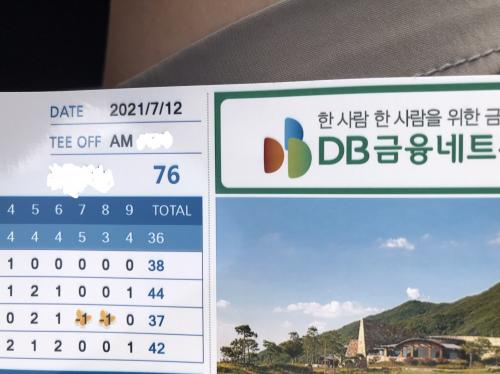 DATE 2021/7/12
TEE OFF AM
76
4 5 6 7 8 9 TOTAL
4 4 4 5 3 4 36
1 0 0 0 0 0 38
1 2 1 0 0 1 44
0 2 1 -1 -1 0 37
2 1 2 0 0 1 42
한 사람 한 사람을 위한 금
DB금융네트